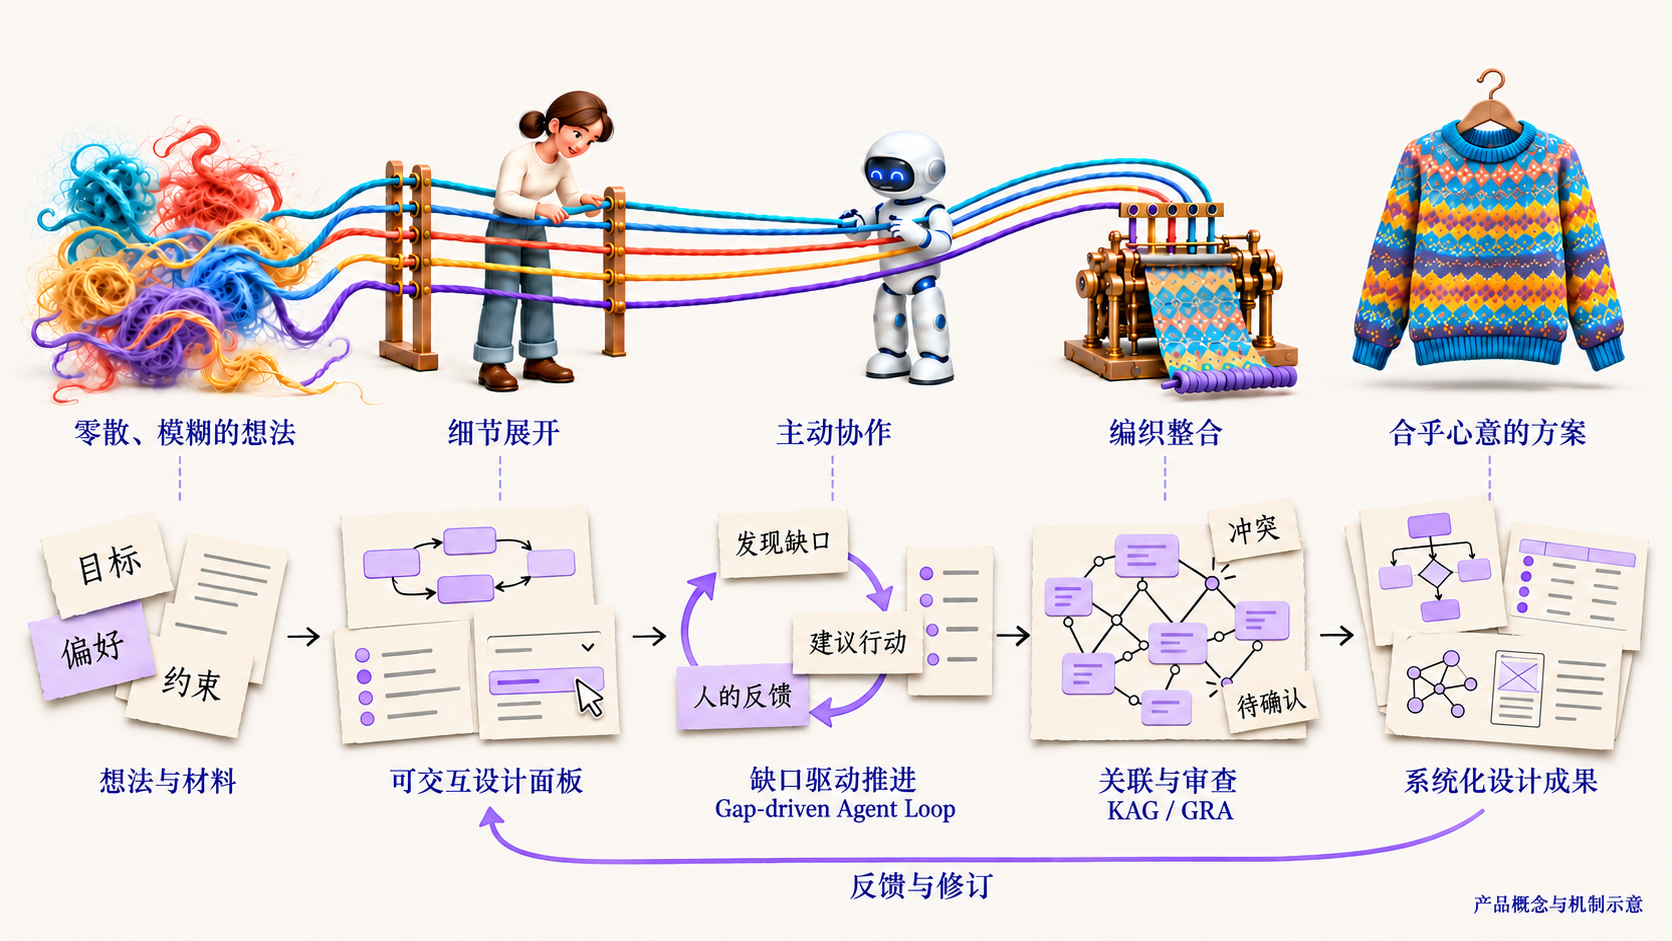 零散、模糊的想法
细节展开
主动协作
编织整合
合乎心意的方案
目标
偏好
约束
发现缺口
建议行动
人的反馈
冲突
待确认
想法与材料
可交互设计面板
缺口驱动推进
Gap-driven Agent Loop
关联与审查
KAG / GRA
系统化设计成果
反馈与修订
产品概念与机制示意